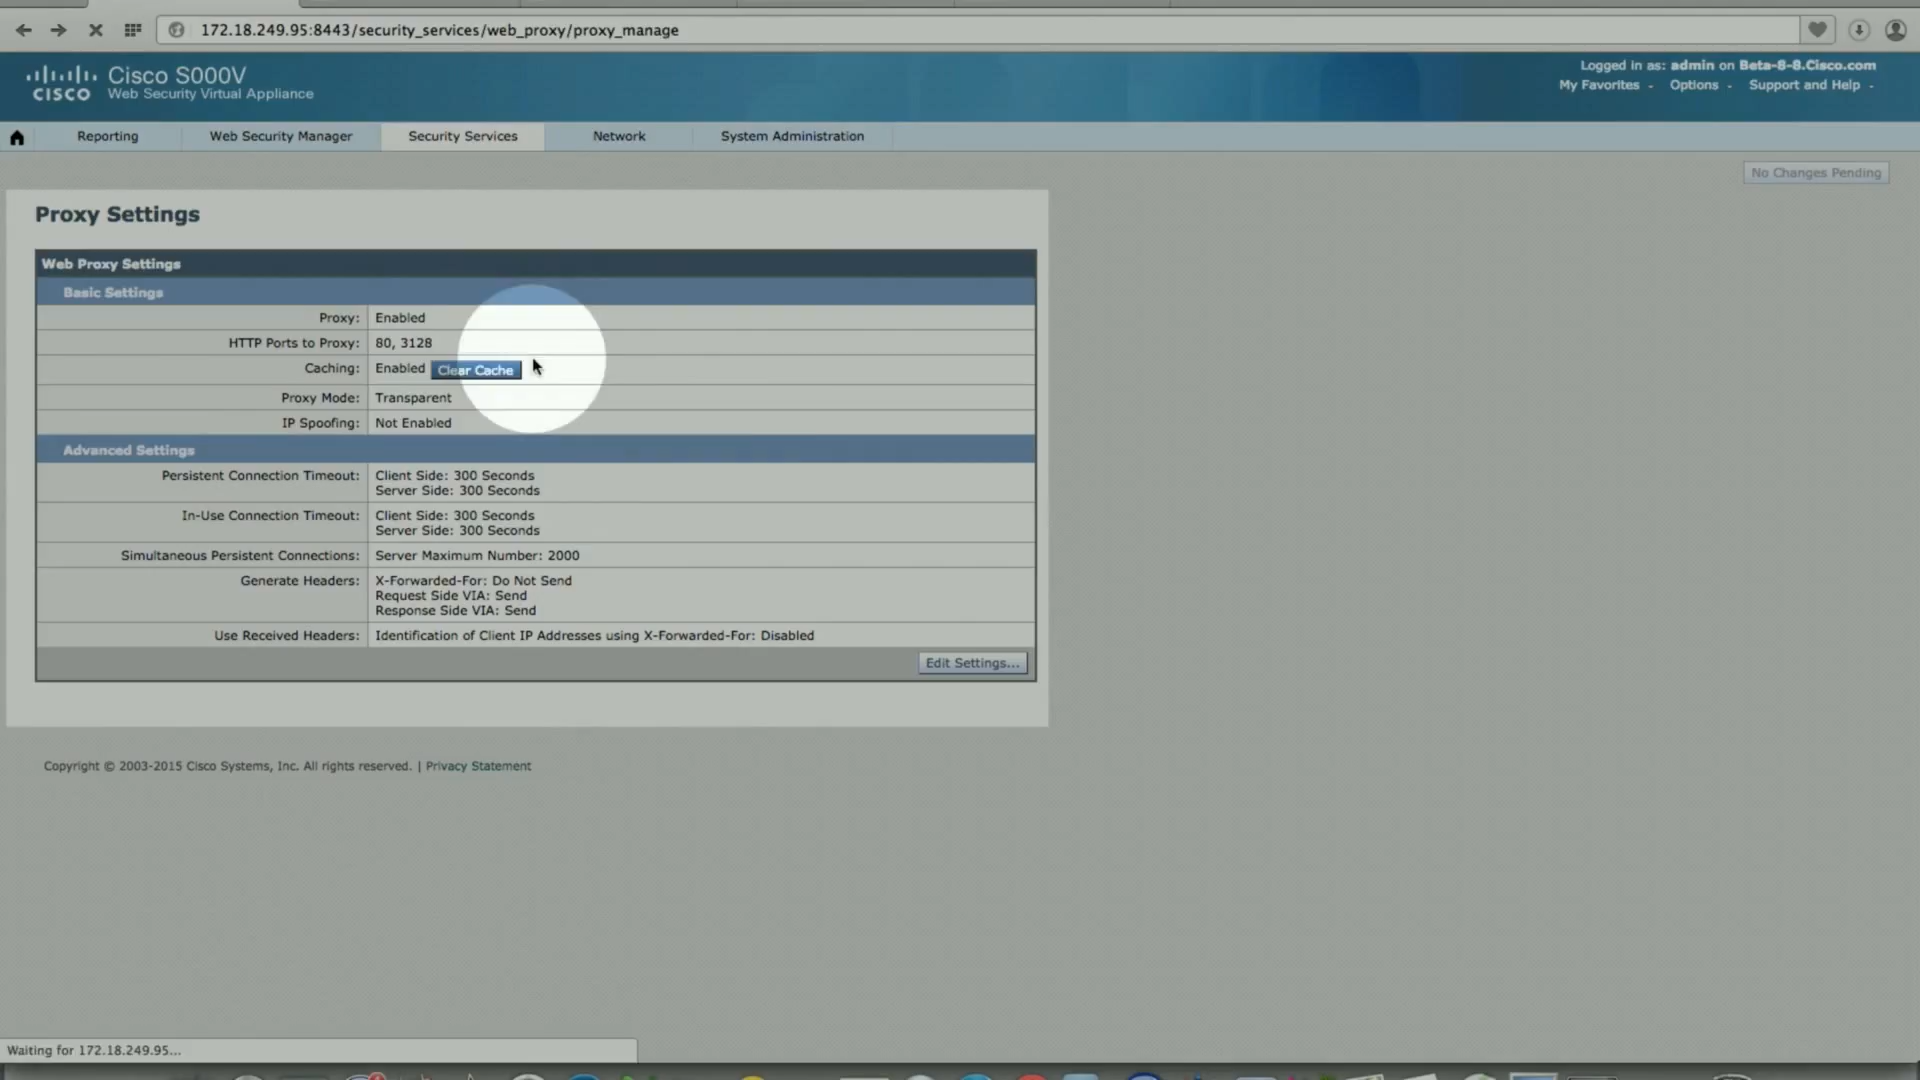 172.18.249.95:8443/security_services/web_proxy/proxy_manage
CISCO
Cisco S000V
Web Security Virtual Appliance
Logged in as: admin on Beta-8-8.Cisco.com
My Favorites Options Support and Help
Reporting Web Security Manager Security Services Network System Administration
No Changes Pending
Proxy Settings
Web Proxy Settings
Basic Settings
Proxy: Enabled
HTTP Ports to Proxy: 80, 3128
Caching: Enabled Clear Cache
Proxy Mode: Transparent
IP Spoofing: Not Enabled
Advanced Settings
Persistent Connection Timeout: Client Side: 300 Seconds
Server Side: 300 Seconds
In-Use Connection Timeout: Client Side: 300 Seconds
Server Side: 300 Seconds
Simultaneous Persistent Connections: Server Maximum Number: 2000
Generate Headers: X-Forwarded-For: Do Not Send
Request Side VIA: Send
Response Side VIA: Send
Use Received Headers: Identification of Client IP Addresses using X-Forwarded-For: Disabled
Edit Settings...
Copyright © 2003-2015 Cisco Systems, Inc. All rights reserved. | Privacy Statement
Waiting for 172.18.249.95...